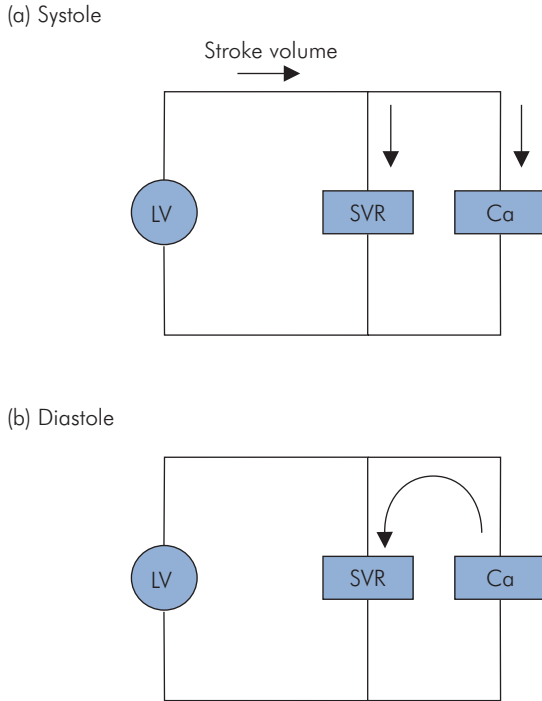 (a) Systole
Stroke volume
LV
SVR
Ca
(b) Diastole
LV
SVR
Ca